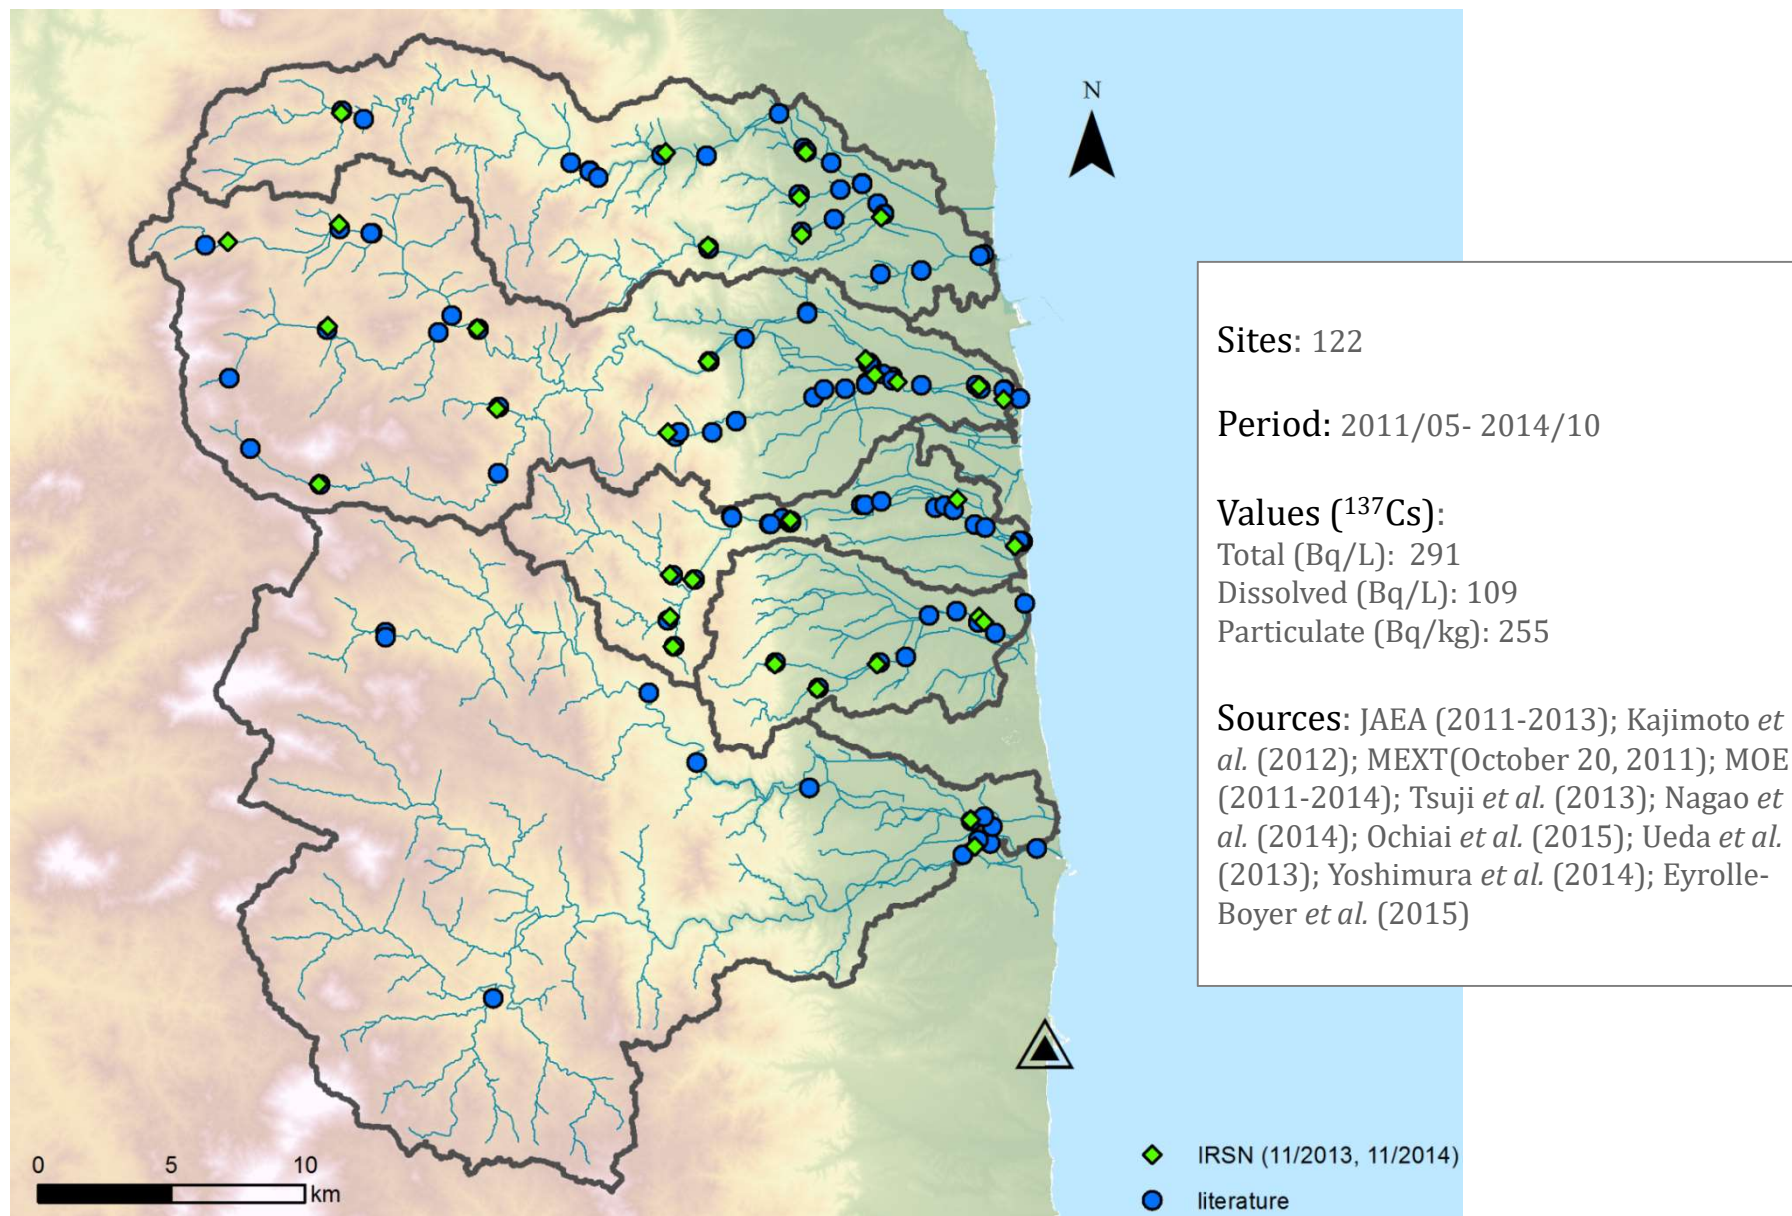 N
Sites: 122
Period: 2011/05- 2014/10
Values (¹³⁷Cs):
Total (Bq/L): 291
Dissolved (Bq/L): 109
Particulate (Bq/kg): 255
Sources: JAEA (2011-2013); Kajimoto et
al. (2012); MEXT(October 20, 2011); MOE
(2011-2014); Tsuji et al. (2013); Nagao et
al. (2014); Ochiai et al. (2015); Ueda et al.
(2013); Yoshimura et al. (2014); Eyrolle-
Boyer et al. (2015)
IRSN (11/2013, 11/2014)
literature
0 5 10
km